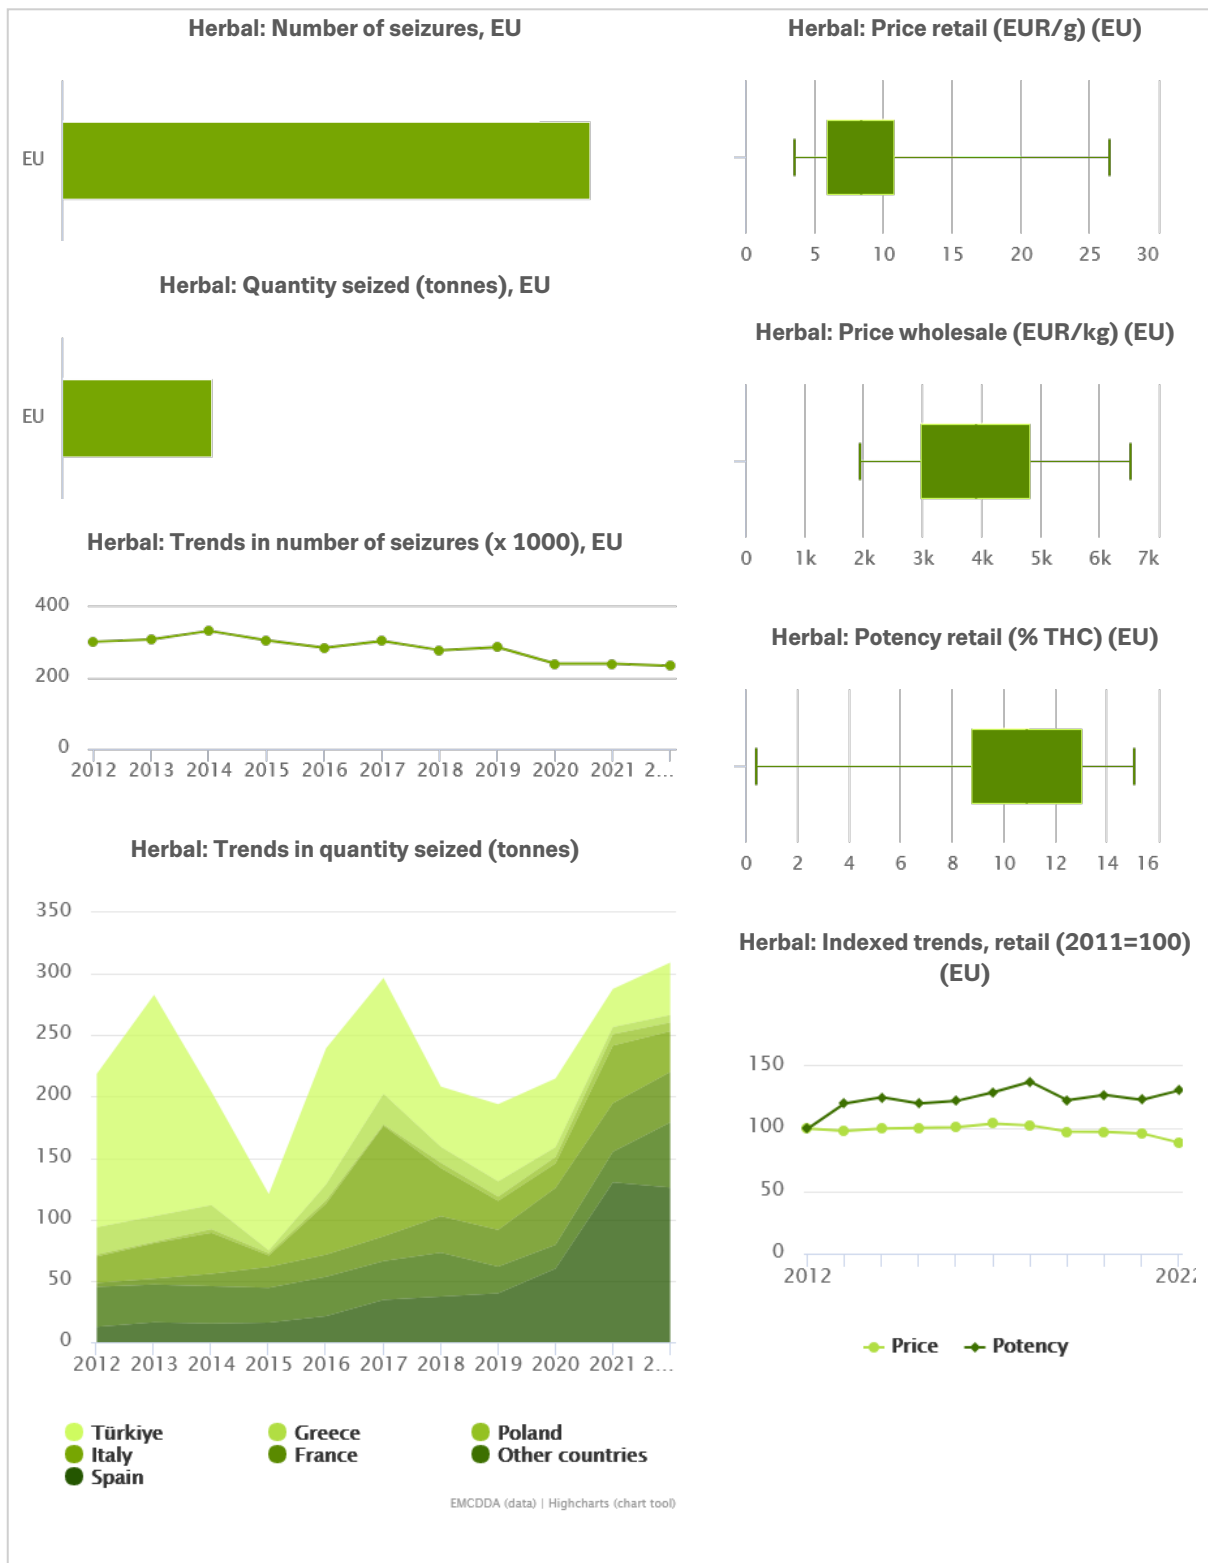 Herbal: Number of seizures, EU
EU
Herbal: Quantity seized (tonnes), EU
EU
Herbal: Trends in number of seizures (x 1000), EU
400
200
0
2012 2013 2014 2015 2016 2017 2018 2019 2020 2021 2...
Herbal: Trends in quantity seized (tonnes)
350
300
250
200
150
100
50
0
2012 2013 2014 2015 2016 2017 2018 2019 2020 2021 2...
Türkiye Greece Poland
Italy France Other countries
Spain
EMCDDA (data) | Highcharts (chart tool)
Herbal: Price retail (EUR/g) (EU)
0 5 10 15 20 25 30
Herbal: Price wholesale (EUR/kg) (EU)
0 1k 2k 3k 4k 5k 6k 7k
Herbal: Potency retail (% THC) (EU)
0 2 4 6 8 10 12 14 16
Herbal: Indexed trends, retail (2011=100)
(EU)
150
100
50
0
2012 2022
Price Potency